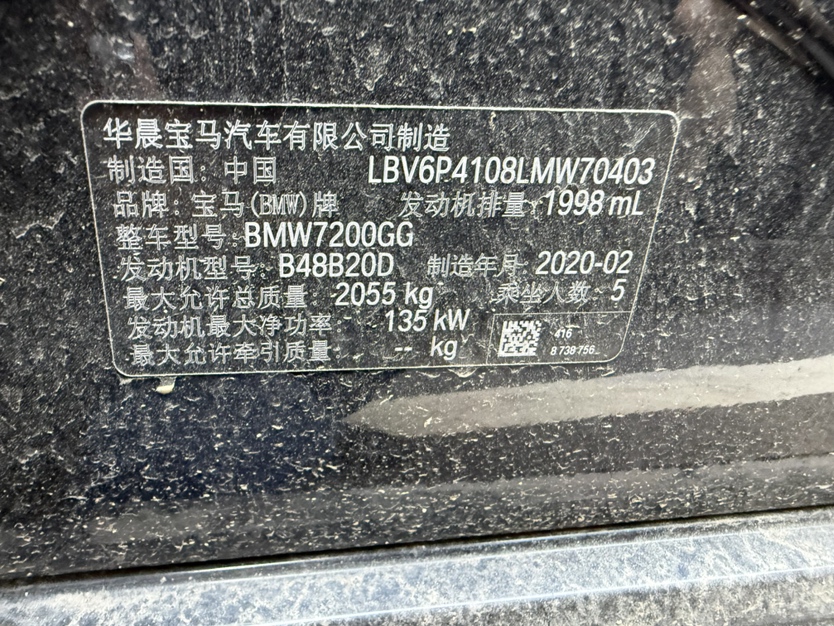 华晨宝马汽车有限公司制造
制造国: 中国 LBV6P4108LMW70403
品牌: 宝马(BMW)牌 发动机排量: 1998 mL
整车型号: BMW7200GG
发动机型号: B48B20D 制造年月: 2020-02
最大允许总质量: 2055 kg 乘坐人数: 5
发动机最大净功率: 135 kW
最大允许牵引质量: -- kg
416
8 738 756